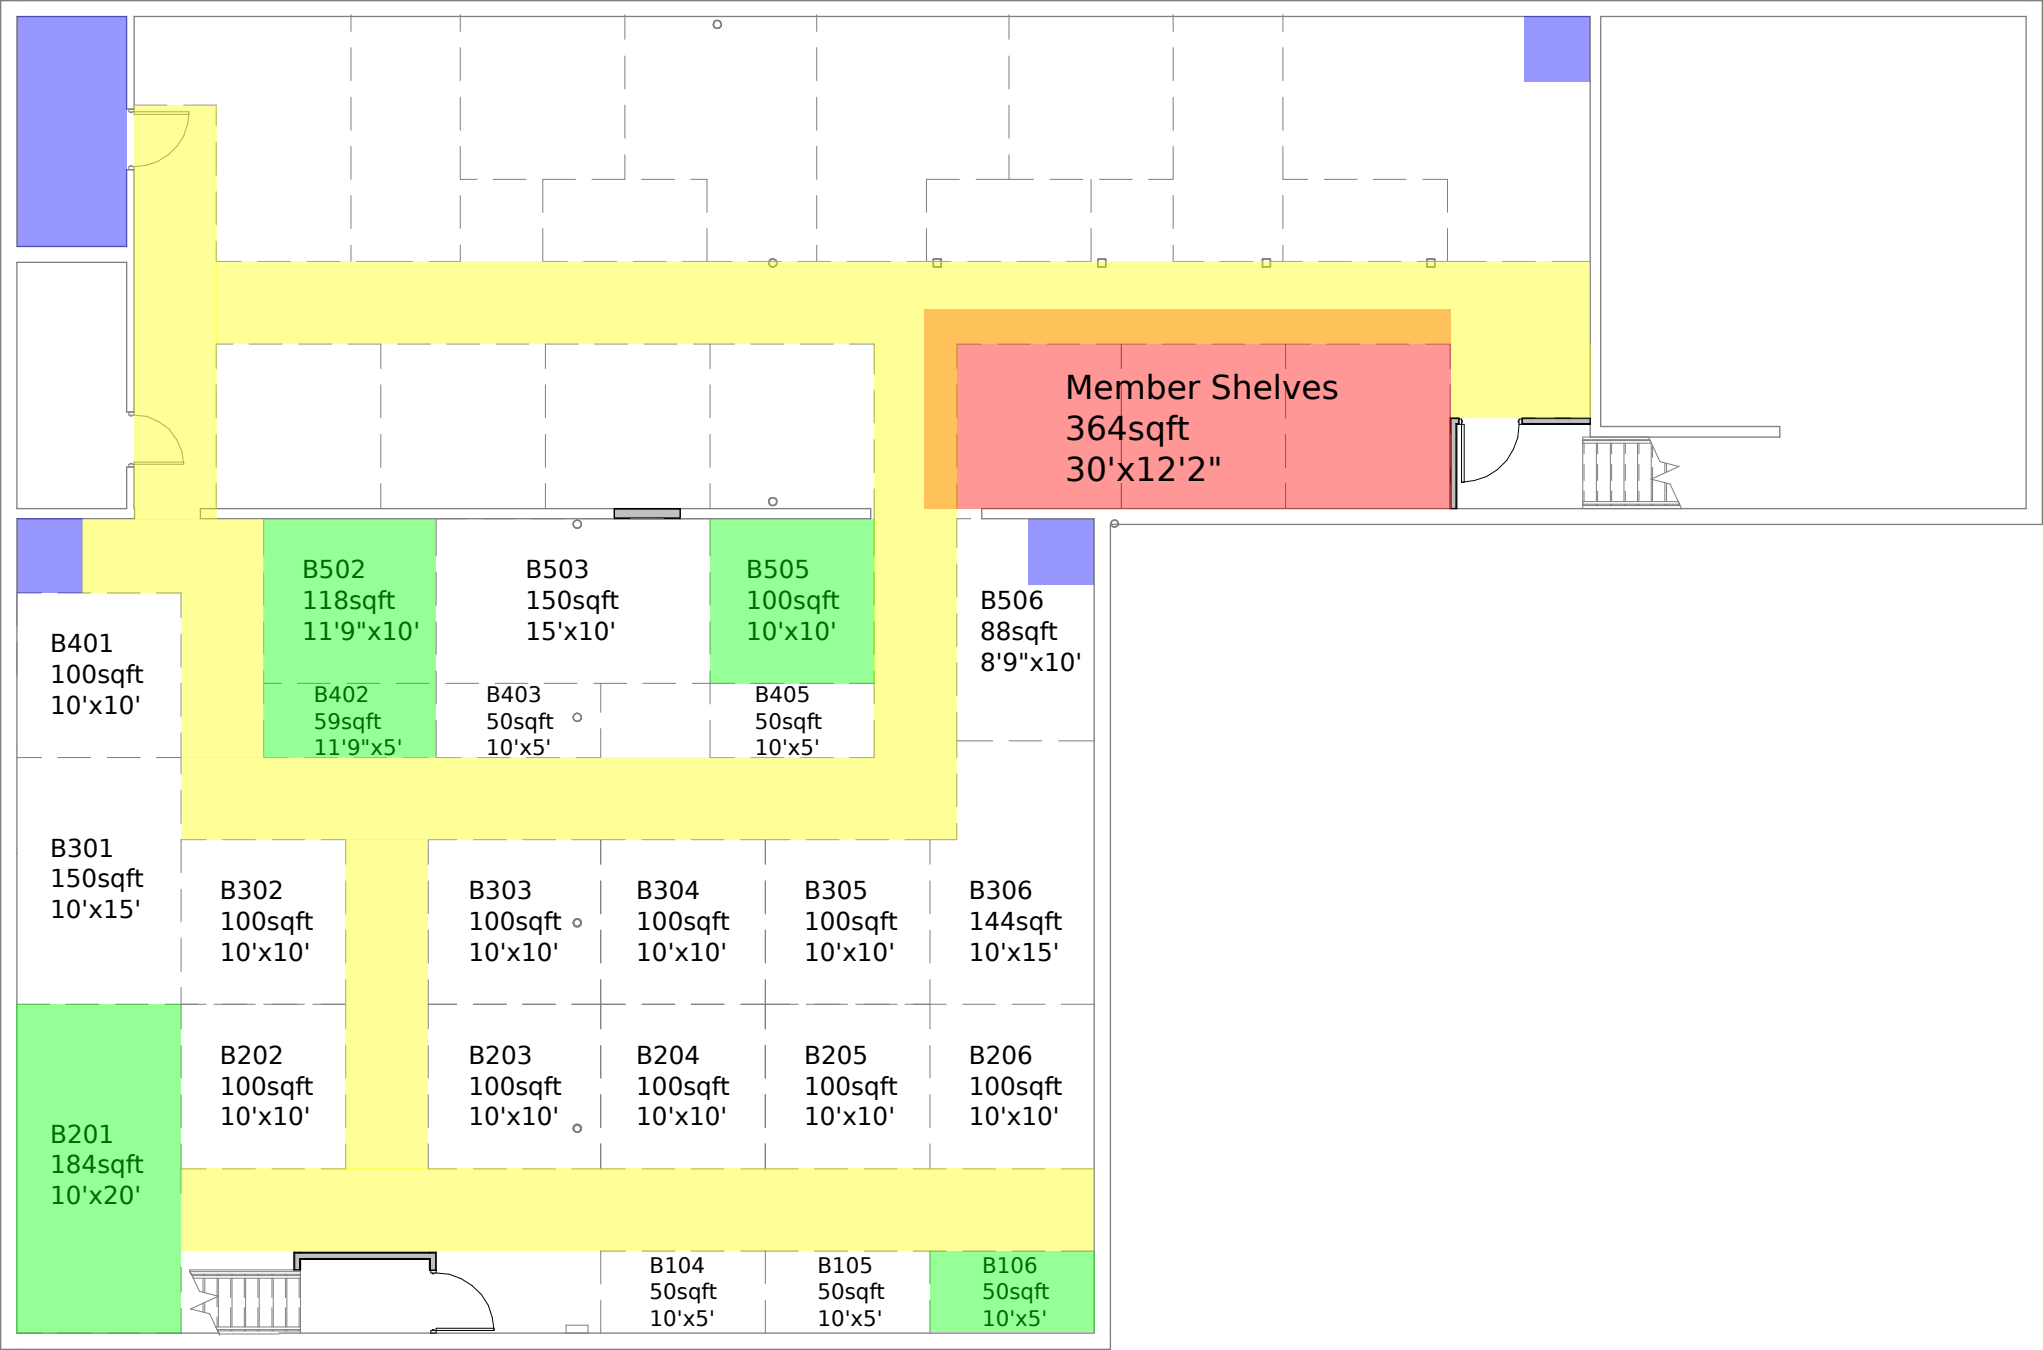 Member Shelves
364sqft
30'x12'2"
B502
118sqft
11'9"x10'
B503
150sqft
15'x10'
B505
100sqft
10'x10'
B506
88sqft
8'9"x10'
B401
100sqft
10'x10'
B402
59sqft
11'9"x5'
B403
50sqft
10'x5'
B405
50sqft
10'x5'
B301
150sqft
10'x15'
B302
100sqft
10'x10'
B303
100sqft
10'x10'
B304
100sqft
10'x10'
B305
100sqft
10'x10'
B306
144sqft
10'x15'
B201
184sqft
10'x20'
B202
100sqft
10'x10'
B203
100sqft
10'x10'
B204
100sqft
10'x10'
B205
100sqft
10'x10'
B206
100sqft
10'x10'
B104
50sqft
10'x5'
B105
50sqft
10'x5'
B106
50sqft
10'x5'